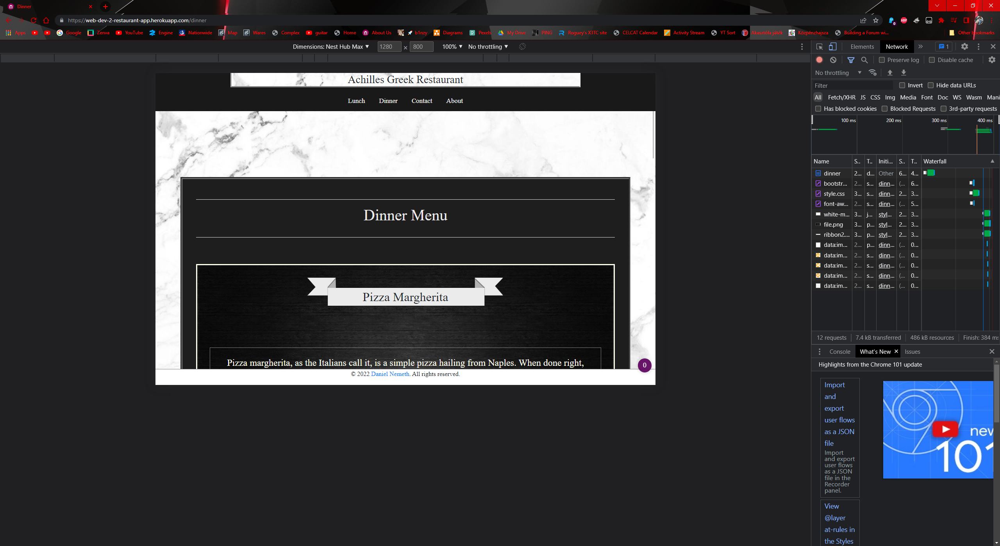 Dinner
https://web-dev-2-restaurant-app.herokuapp.com/dinner
Apps Google Zenva YouTube Engine Nationwide Map Wares Complex guitar Home About Us b1nzy Diagrams Pexels My Drive PING Roguey's X3TC site CELCAT Calendar Activity Stream YT Sort Akasztófa játék Közpénzhajsza Building a Forum wi... Other bookmarks
Dimensions: Nest Hub Max 1280 × 800 100% No throttling
Achilles Greek Restaurant
Lunch Dinner Contact About
Dinner Menu
Pizza Margherita
Pizza margherita, as the Italians call it, is a simple pizza hailing from Naples. When done right,
0
© 2022 Daniel Nemeth. All rights reserved.
Elements Network 1
Preserve log Disable cache
No throttling
Filter Invert Hide data URLs
All Fetch/XHR JS CSS Img Media Font Doc WS Wasm Mani
Has blocked cookies Blocked Requests 3rd-party requests
100 ms 200 ms 300 ms 400 ms
Name S.. T.. Initi... S.. T.. Waterfall
dinner 2... d... Other 6... 4...
bootstr... 2... s... dinn... (... 6...
style.css 3... s... dinn... 2... 3...
font-aw... 2... s... dinn... (... 5...
white-m... 3... j... styl... 2... 3...
file.png 3... p... styl... 2... 3...
ribbon2.... 3... p... styl... 2... 3...
data:im... 2... p... dinn... (... 0...
data:im... 2... s... dinn... (... 0...
data:im... 2... s... dinn... (... 0...
data:im... 2... s... dinn... (... 0...
data:im... 2... s... dinn... (... 0...
12 requests 7.4 kB transferred 486 kB resources Finish: 384 ms
Console What's New Issues
Highlights from the Chrome 101 update
Import
and
export
user flows
as a JSON
file
Import
and export
user flows
as a JSON
file in the
Recorder
panel.
new
101
View
@layer
at-rules in
the Styles